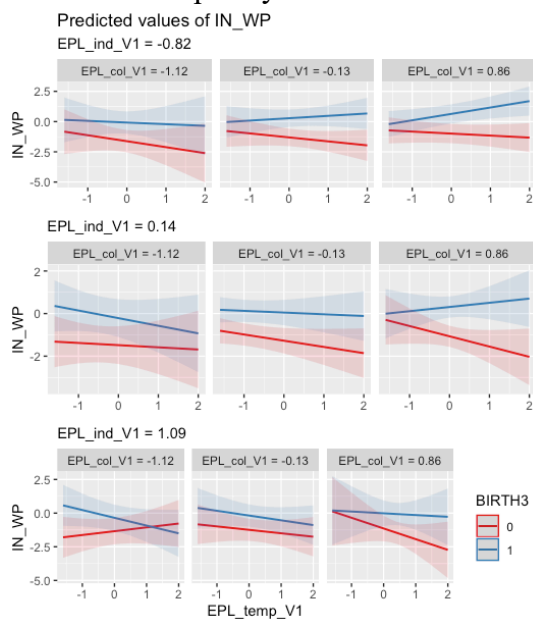 Predicted values of IN_WP
EPL_ind_V1 = -0.82
EPL_col_V1 = -1.12 EPL_col_V1 = -0.13 EPL_col_V1 = 0.86
IN_WP
2.5
0.0
-2.5
-5.0
-1 0 1 2 -1 0 1 2 -1 0 1 2
EPL_ind_V1 = 0.14
EPL_col_V1 = -1.12 EPL_col_V1 = -0.13 EPL_col_V1 = 0.86
IN_WP
2
0
-2
-1 0 1 2 -1 0 1 2 -1 0 1 2
EPL_ind_V1 = 1.09
EPL_col_V1 = -1.12 EPL_col_V1 = -0.13 EPL_col_V1 = 0.86
IN_WP
2.5
0.0
-2.5
-5.0
-1 0 1 2 -1 0 1 2 -1 0 1 2
EPL_temp_V1
BIRTH3
0
1